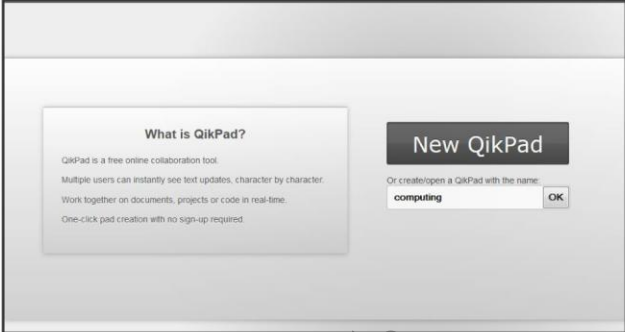 What is QikPad?
QikPad is a free online collaboration tool.
Multiple users can instantly see text updates, character by character.
Work together on documents, projects or code in real-time.
One-click pad creation with no sign-up required.
New QikPad
Or create/open a QikPad with the name:
computing OK